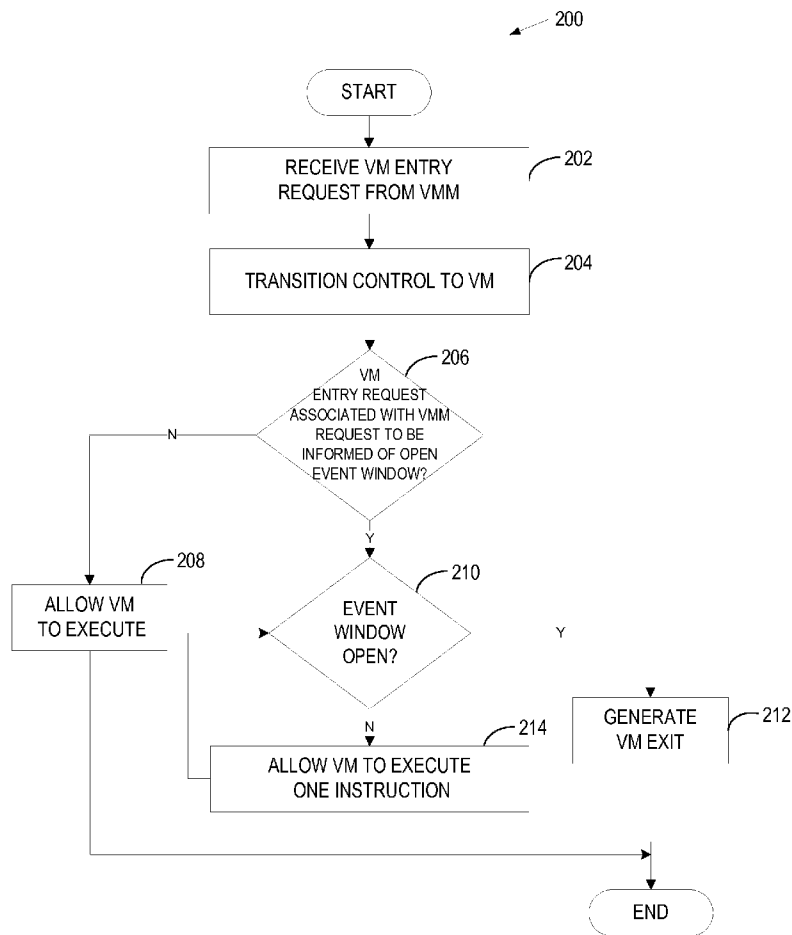 200
START
RECEIVE VM ENTRY
REQUEST FROM VMM
202
TRANSITION CONTROL TO VM
204
206
VM
ENTRY REQUEST
ASSOCIATED WITH VMM
REQUEST TO BE
INFORMED OF OPEN
EVENT WINDOW?
N
Y
208
ALLOW VM
TO EXECUTE
210
EVENT
WINDOW
OPEN?
Y
N
GENERATE
VM EXIT
212
214
ALLOW VM TO EXECUTE
ONE INSTRUCTION
END